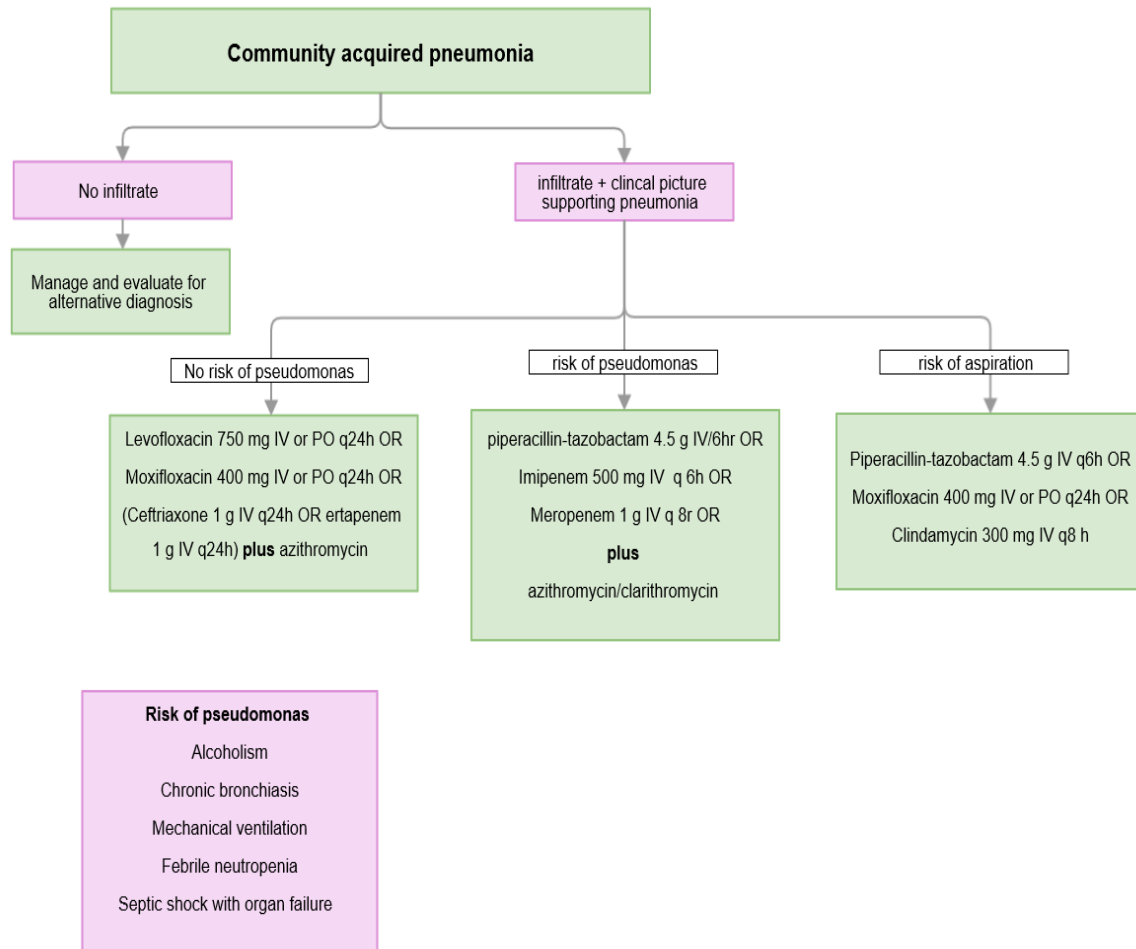 Community acquired pneumonia
No infiltrate
infiltrate + clincal picture
supporting pneumonia
Manage and evaluate for
alternative diagnosis
No risk of pseudomonas
risk of pseudomonas
risk of aspiration
Levofloxacin 750 mg IV or PO q24h OR
Moxifloxacin 400 mg IV or PO q24h OR
(Ceftriaxone 1 g IV q24h OR ertapenem
1 g IV q24h) plus azithromycin
piperacillin-tazobactam 4.5 g IV/6hr OR
Imipenem 500 mg IV q 6h OR
Meropenem 1 g IV q 8r OR
plus
azithromycin/clarithromycin
Piperacillin-tazobactam 4.5 g IV q6h OR
Moxifloxacin 400 mg IV or PO q24h OR
Clindamycin 300 mg IV q8 h
Risk of pseudomonas
Alcoholism
Chronic bronchiasis
Mechanical ventilation
Febrile neutropenia
Septic shock with organ failure